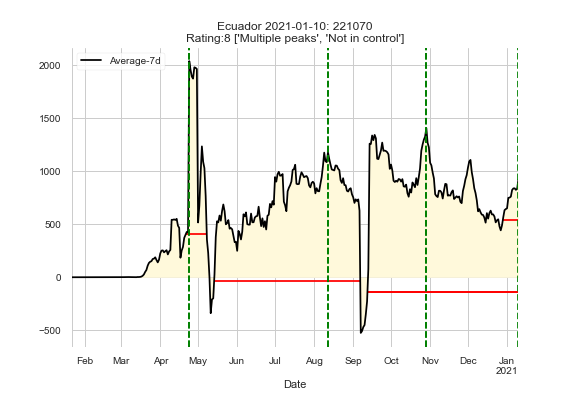 Ecuador 2021-01-10: 221070
Rating:8 ['Multiple peaks', 'Not in control']
Average-7d
2000
1500
1000
500
0
−500
Feb Mar Apr May Jun Jul Aug Sep Oct Nov Dec Jan
2021
Date